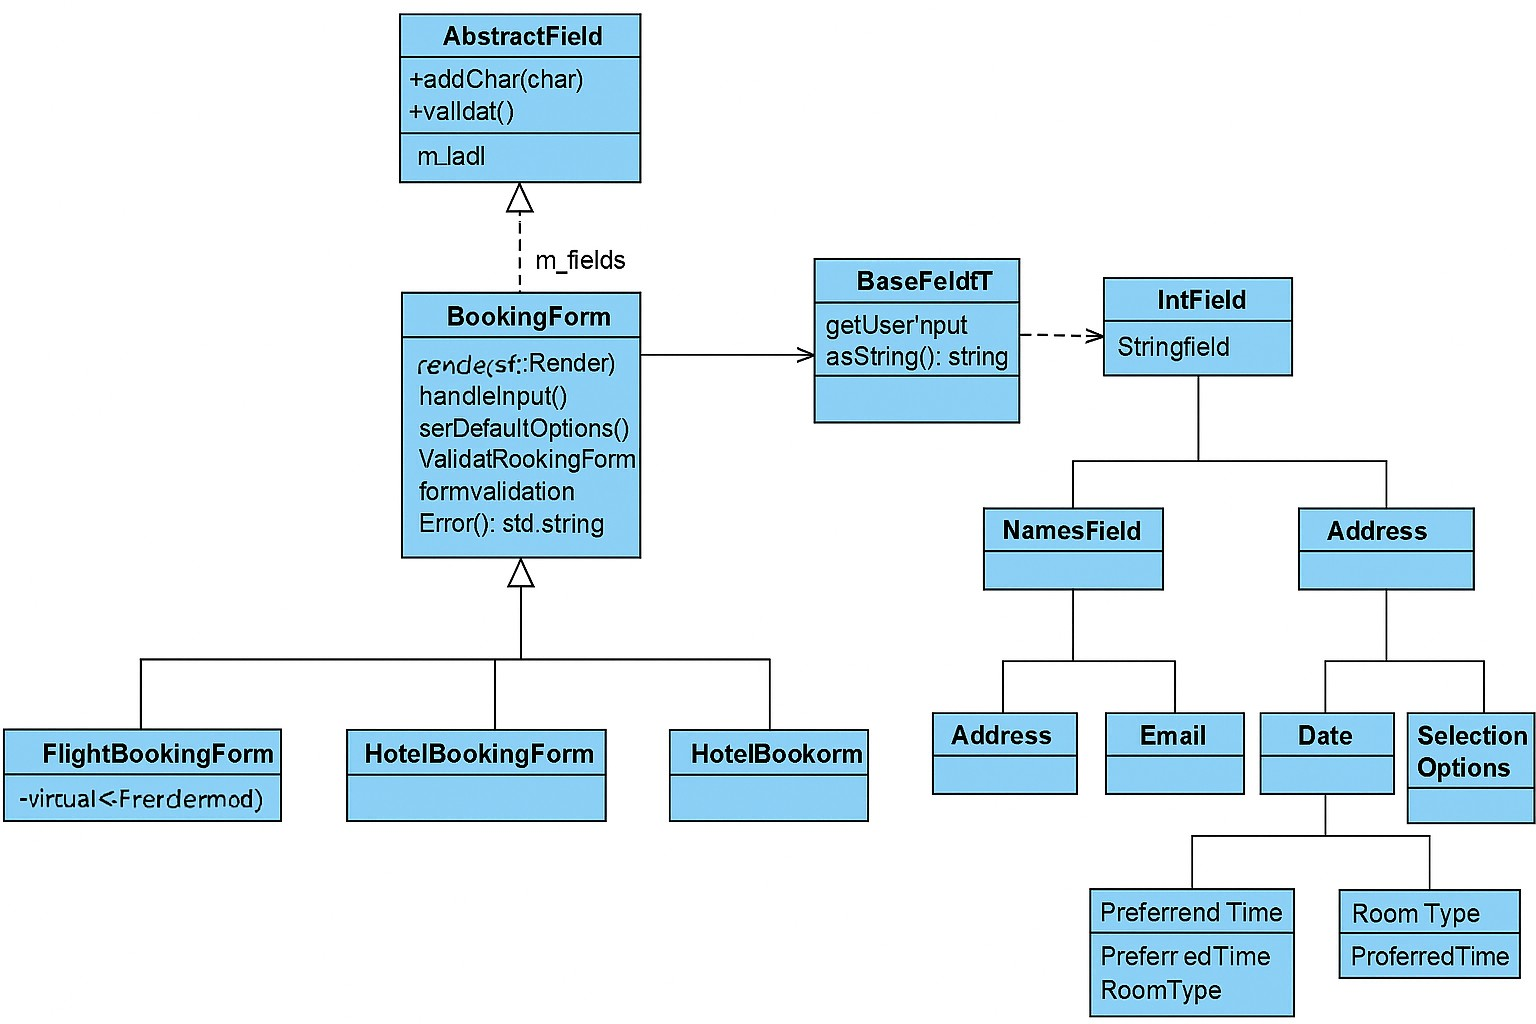 AbstractField
+addChar(char)
+valldat()
m_ladl
m_fields
BookingForm
rende(sf::Render)
handleInput()
serDefaultOptions()
ValidatRookingForm
formvalidation
Error(): std.string
BaseFeldfT
getUser'nput
asString(): string
IntField
Stringfield
NamesField
Address
FlightBookingForm
-virtual<-Frerdermod)
HotelBookingForm
HotelBookorm
Address
Email
Date
Selection
Options
Preferrend Time
Preferr edTime
RoomType
Room Type
ProferredTime